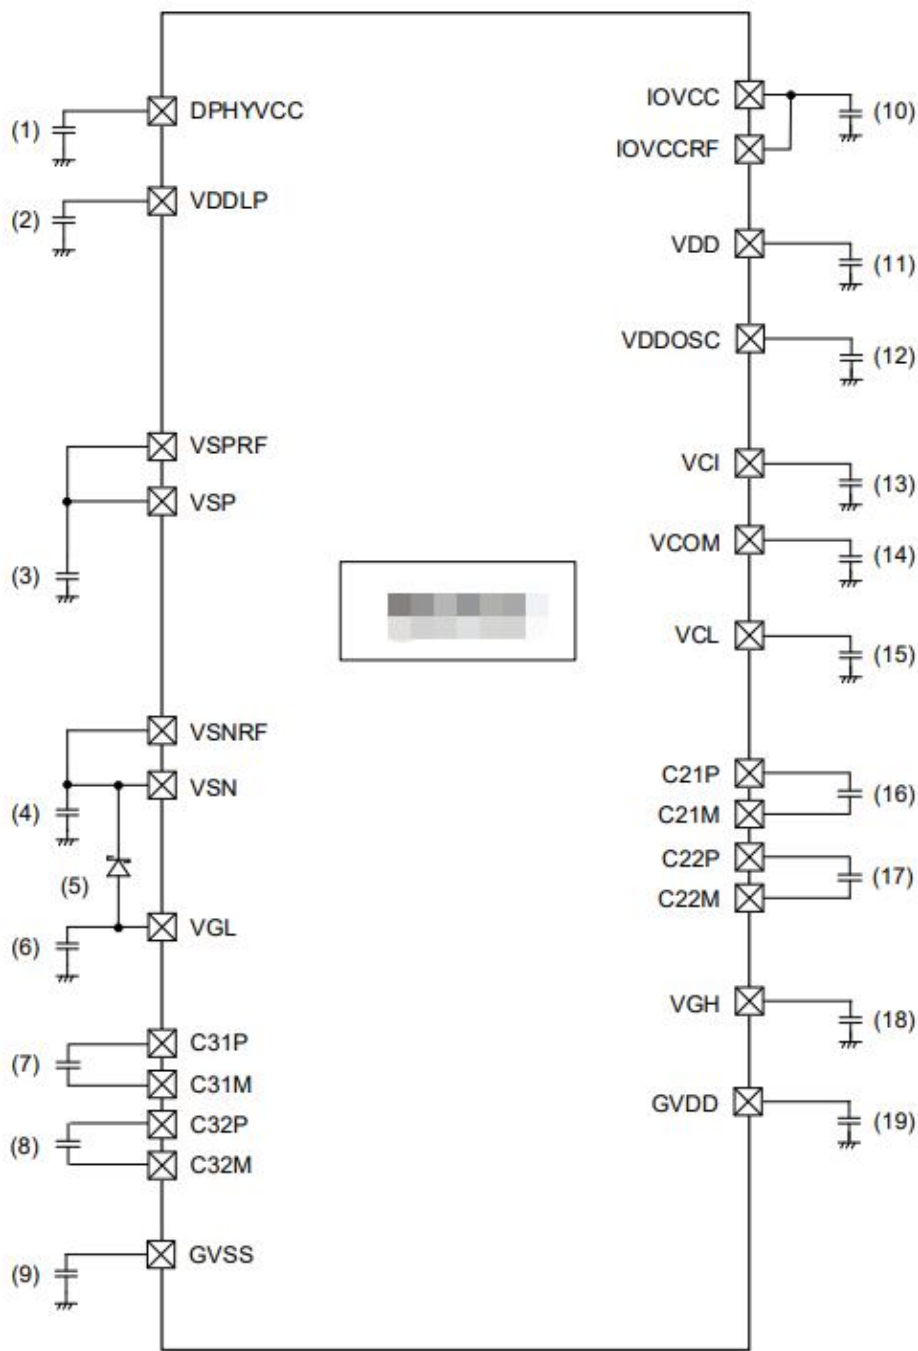 DPHYVCC
(1)
VDDLP
(2)
VSPRF
VSP
(3)
VSNRF
VSN
(4)
(5)
VGL
(6)
C31P
(7)
C31M
C32P
(8)
C32M
GVSS
(9)
IOVCC
(10)
IOVCCRF
VDD
(11)
VDDOSC
(12)
VCI
(13)
VCOM
(14)
VCL
(15)
C21P
(16)
C21M
C22P
(17)
C22M
VGH
(18)
GVDD
(19)